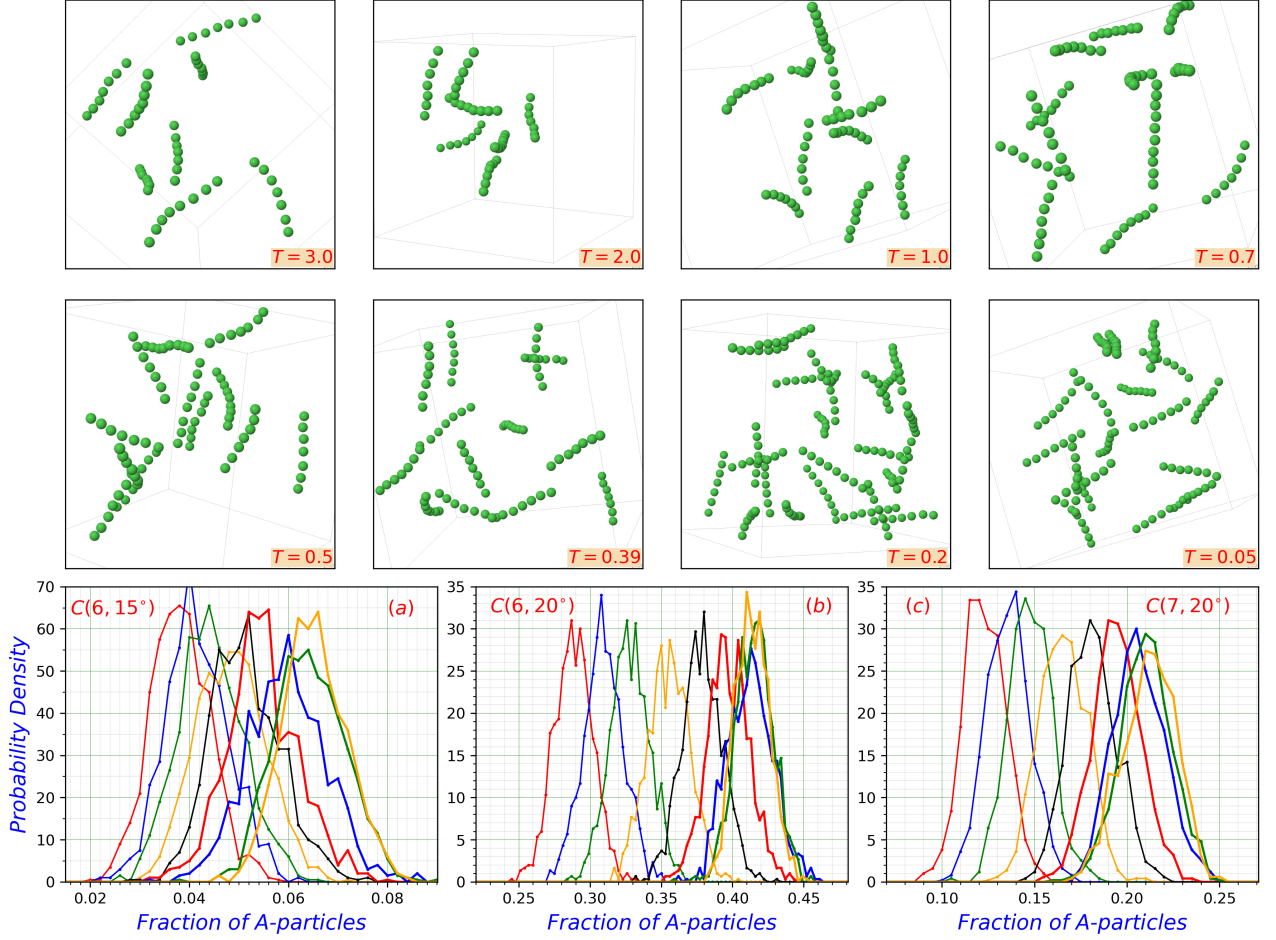 T = 3.0
T = 2.0
T = 1.0
T = 0.7
T = 0.5
T = 0.39
T = 0.2
T = 0.05
Probability Density
70
60
50
40
30
20
10
0
C(6, 15°)
(a)
0.02
0.04
0.06
0.08
Fraction of A-particles
35
30
25
20
15
10
5
0
C(6, 20°)
(b)
0.25
0.30
0.35
0.40
0.45
Fraction of A-particles
35
30
25
20
15
10
5
0
(c)
C(7, 20°)
0.10
0.15
0.20
0.25
Fraction of A-particles